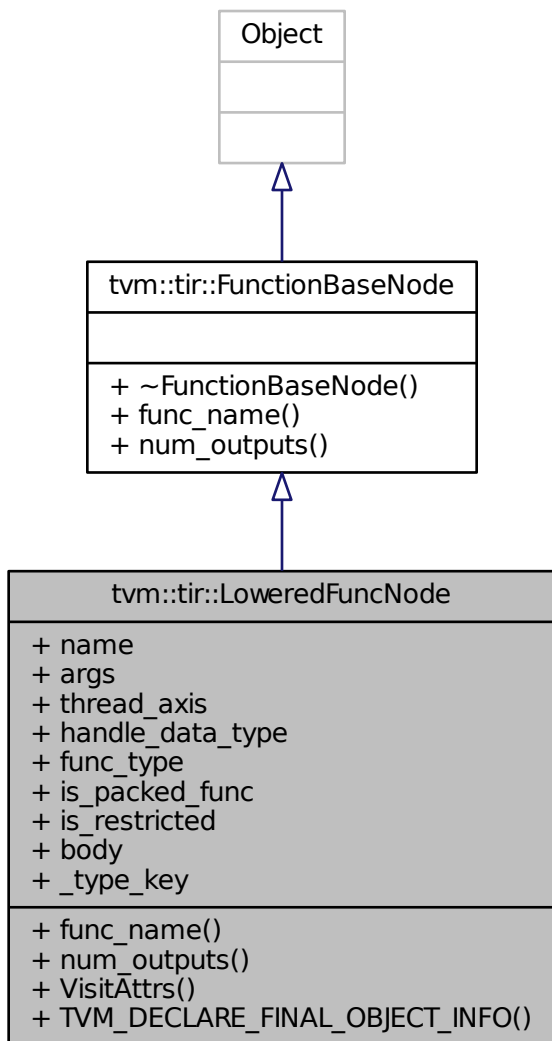 Object
tvm::tir::FunctionBaseNode
+ ~FunctionBaseNode()
+ func_name()
+ num_outputs()
tvm::tir::LoweredFuncNode
+ name
+ args
+ thread_axis
+ handle_data_type
+ func_type
+ is_packed_func
+ is_restricted
+ body
+ _type_key
+ func_name()
+ num_outputs()
+ VisitAttrs()
+ TVM_DECLARE_FINAL_OBJECT_INFO()